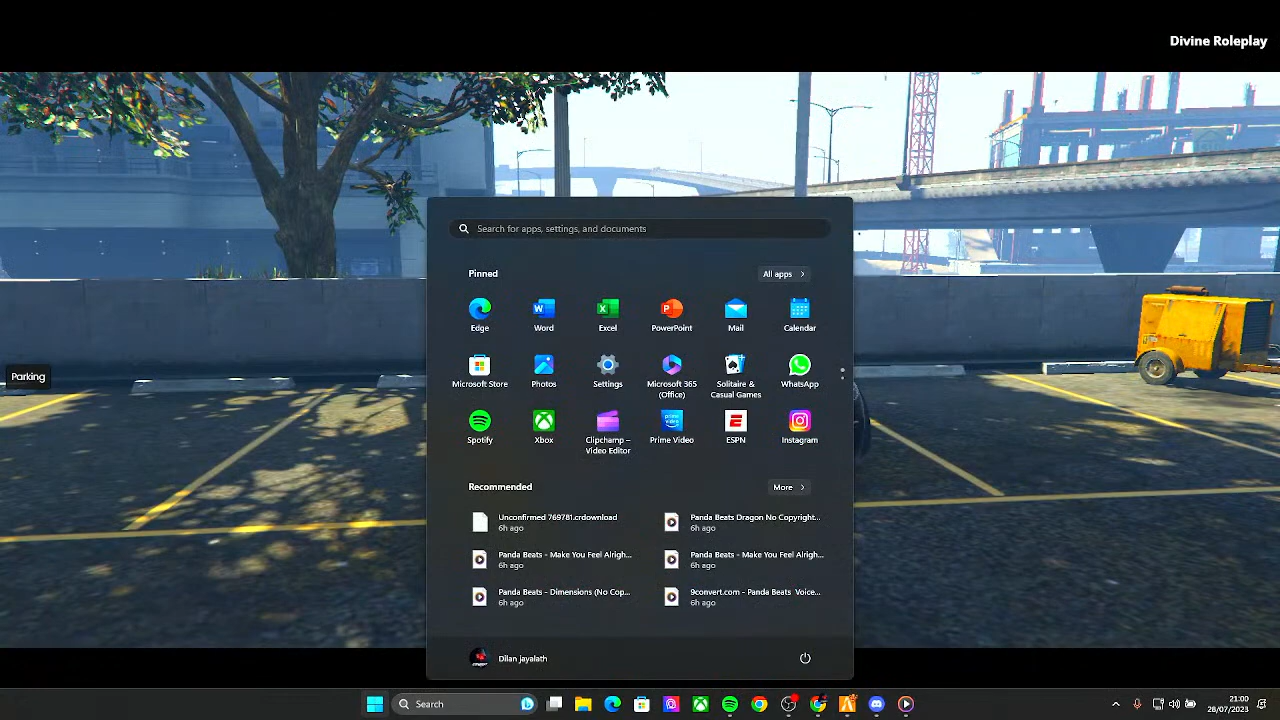 Divine Roleplay
Parking
Search for apps, settings, and documents
Pinned
All apps
Edge
Word
Excel
PowerPoint
Mail
Calendar
Microsoft Store
Photos
Settings
Microsoft 365
(Office)
Solitaire &
Casual Games
WhatsApp
Spotify
Xbox
Clipchamp –
Video Editor
prime
video
Prime Video
ESPN
Instagram
Recommended
More
Unconfirmed 769781.crdownload
6h ago
Panda Beats Dragon No Copyright...
6h ago
Panda Beats - Make You Feel Alrigh...
6h ago
Panda Beats - Make You Feel Alrigh...
6h ago
Panda Beats - Dimensions (No Cop...
6h ago
9convert.com - Panda Beats Voice...
6h ago
Dilan jayalath
Search
21:00
28/07/2023